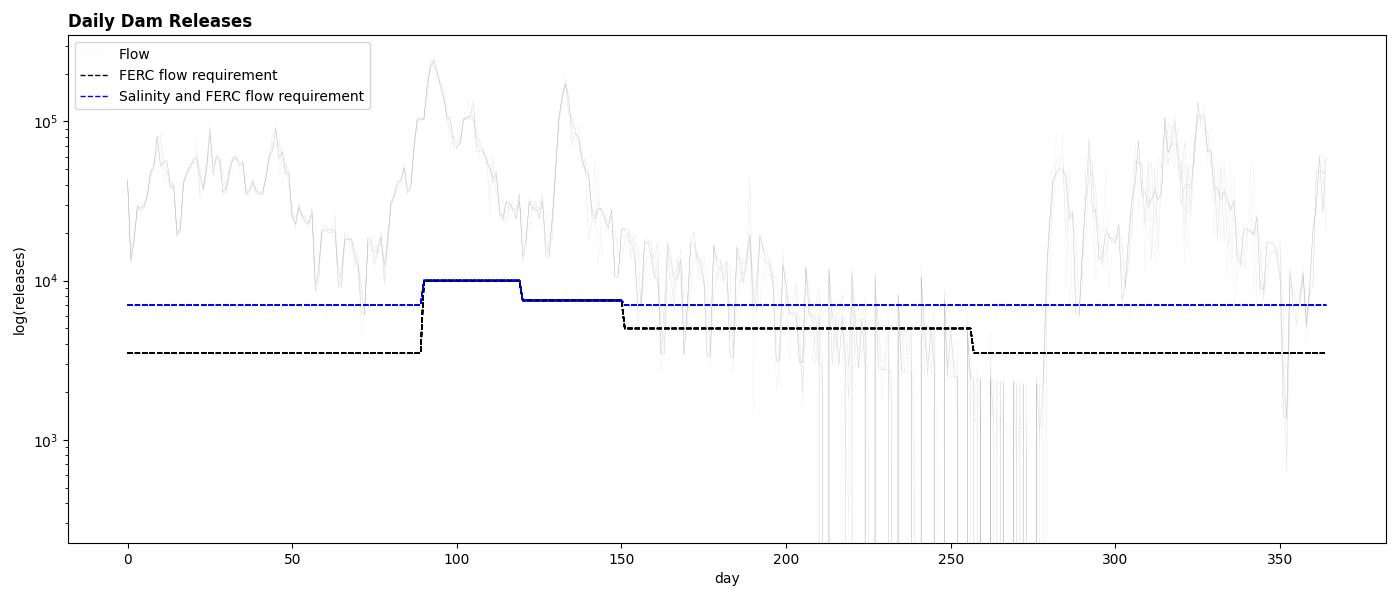 Daily Dam Releases
Flow
FERC flow requirement
Salinity and FERC flow requirement
10^5
10^4
10^3
log(releases)
0 50 100 150 200 250 300 350
day